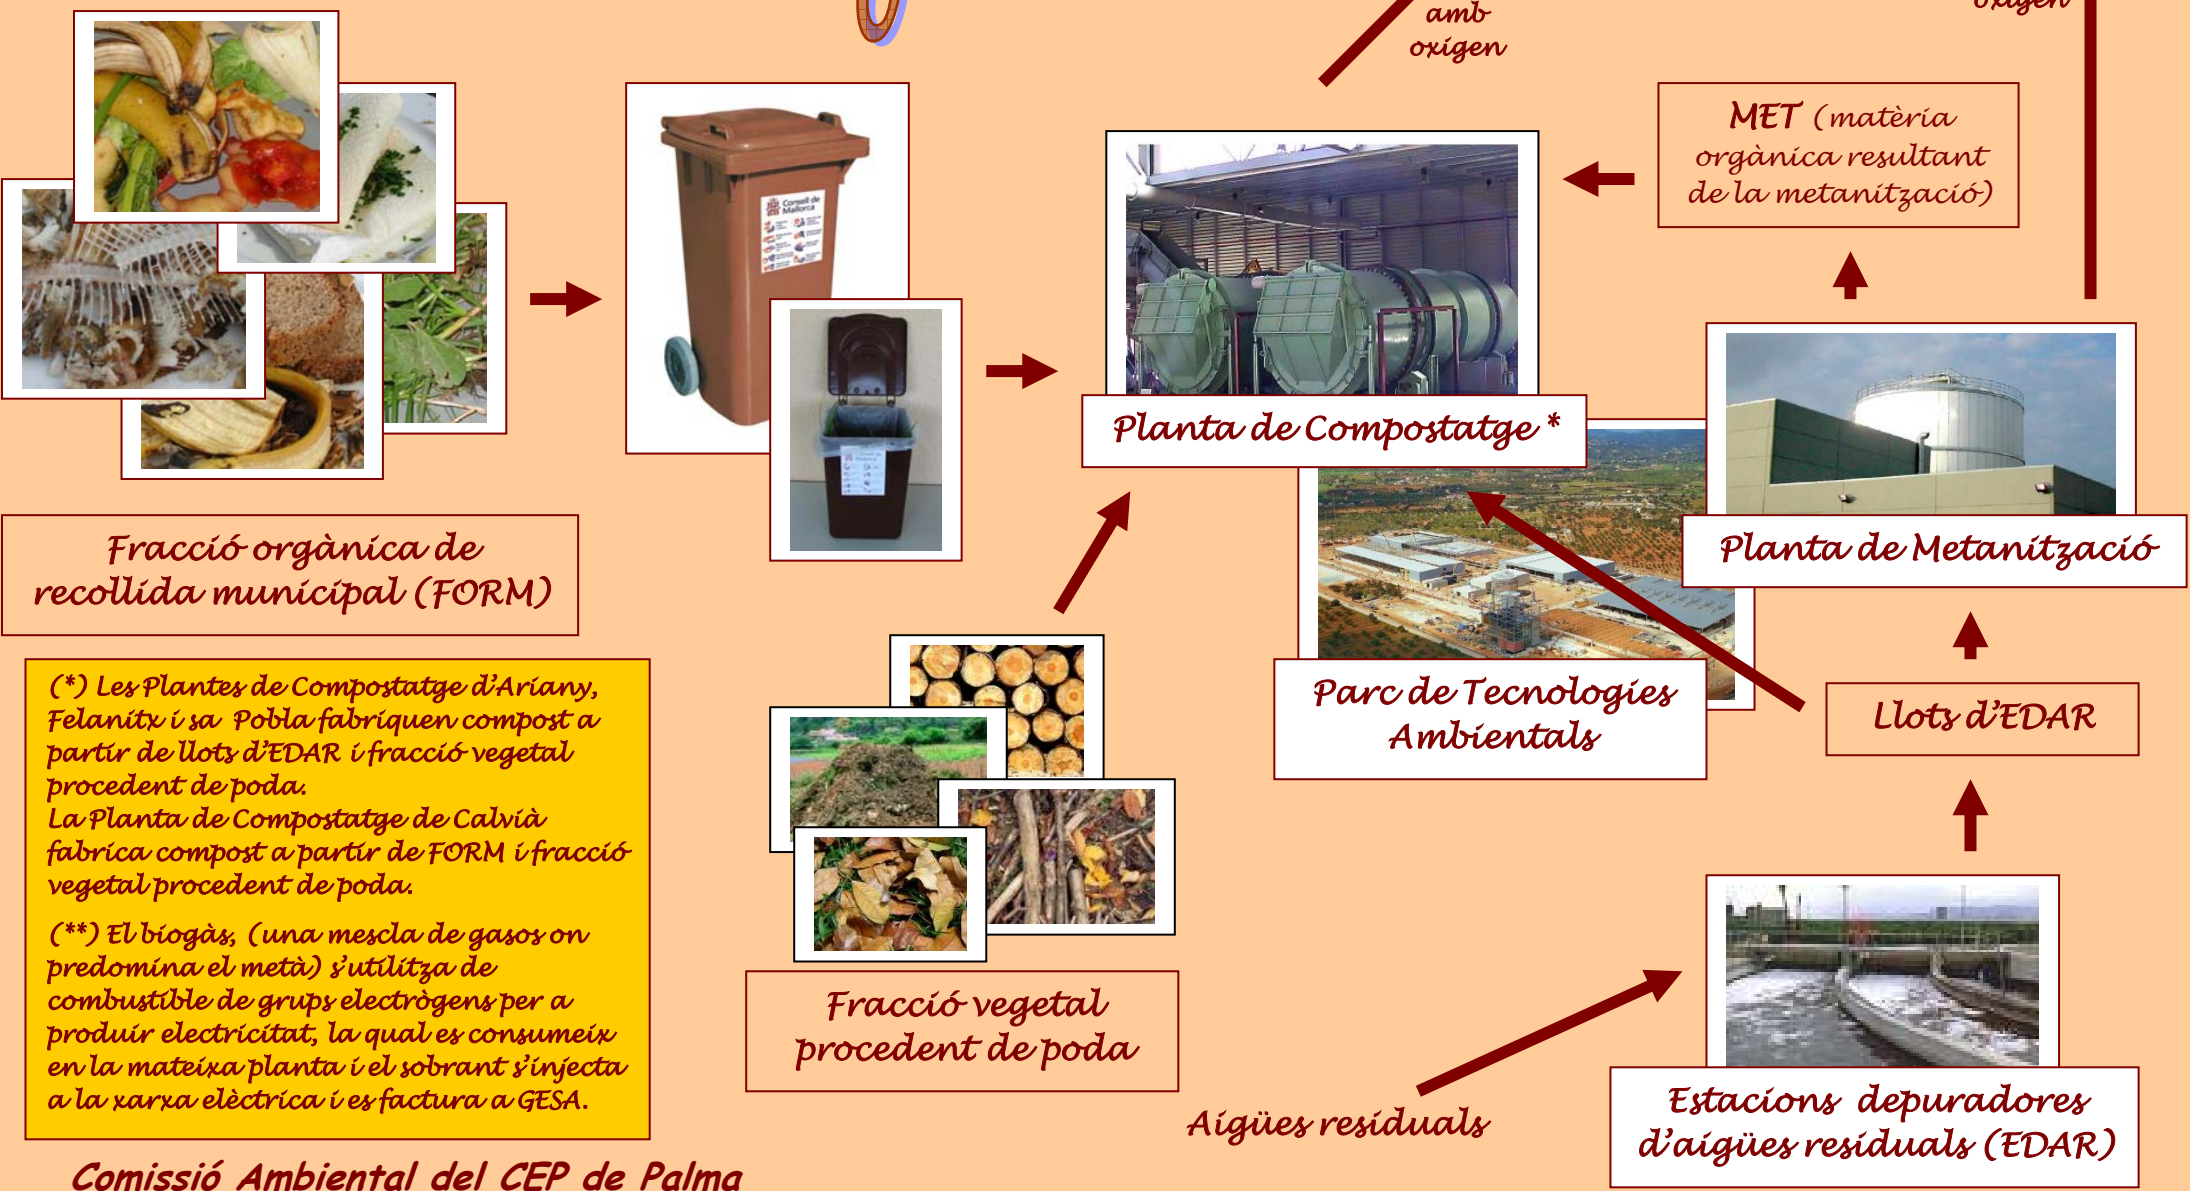 amb
oxigen
oxigen
MET (matèria
orgànica resultant
de la metanització)
Consell de
Mallorca
Planta de Compostatge *
Planta de Metanització
Fracció orgànica de
recollida municipal (FORM)
(*) Les Plantes de Compostatge d'Ariany,
Felanitx i sa Pobla fabriquen compost a
partir de llots d'EDAR i fracció vegetal
procedent de poda.
La Planta de Compostatge de Calvià
fabrica compost a partir de FORM i fracció
vegetal procedent de poda.
(**) El biogàs, (una mescla de gasos on
predomina el metà) s'utilitza de
combustible de grups electrògens per a
produir electricitat, la qual es consumeix
en la mateixa planta i el sobrant s'injecta
a la xarxa elèctrica i es factura a GESA.
Parc de Tecnologies
Ambientals
Llots d'EDAR
Fracció vegetal
procedent de poda
Aigües residuals
Estacions depuradores
d'aigües residuals (EDAR)
Comissió Ambiental del CEP de Palma